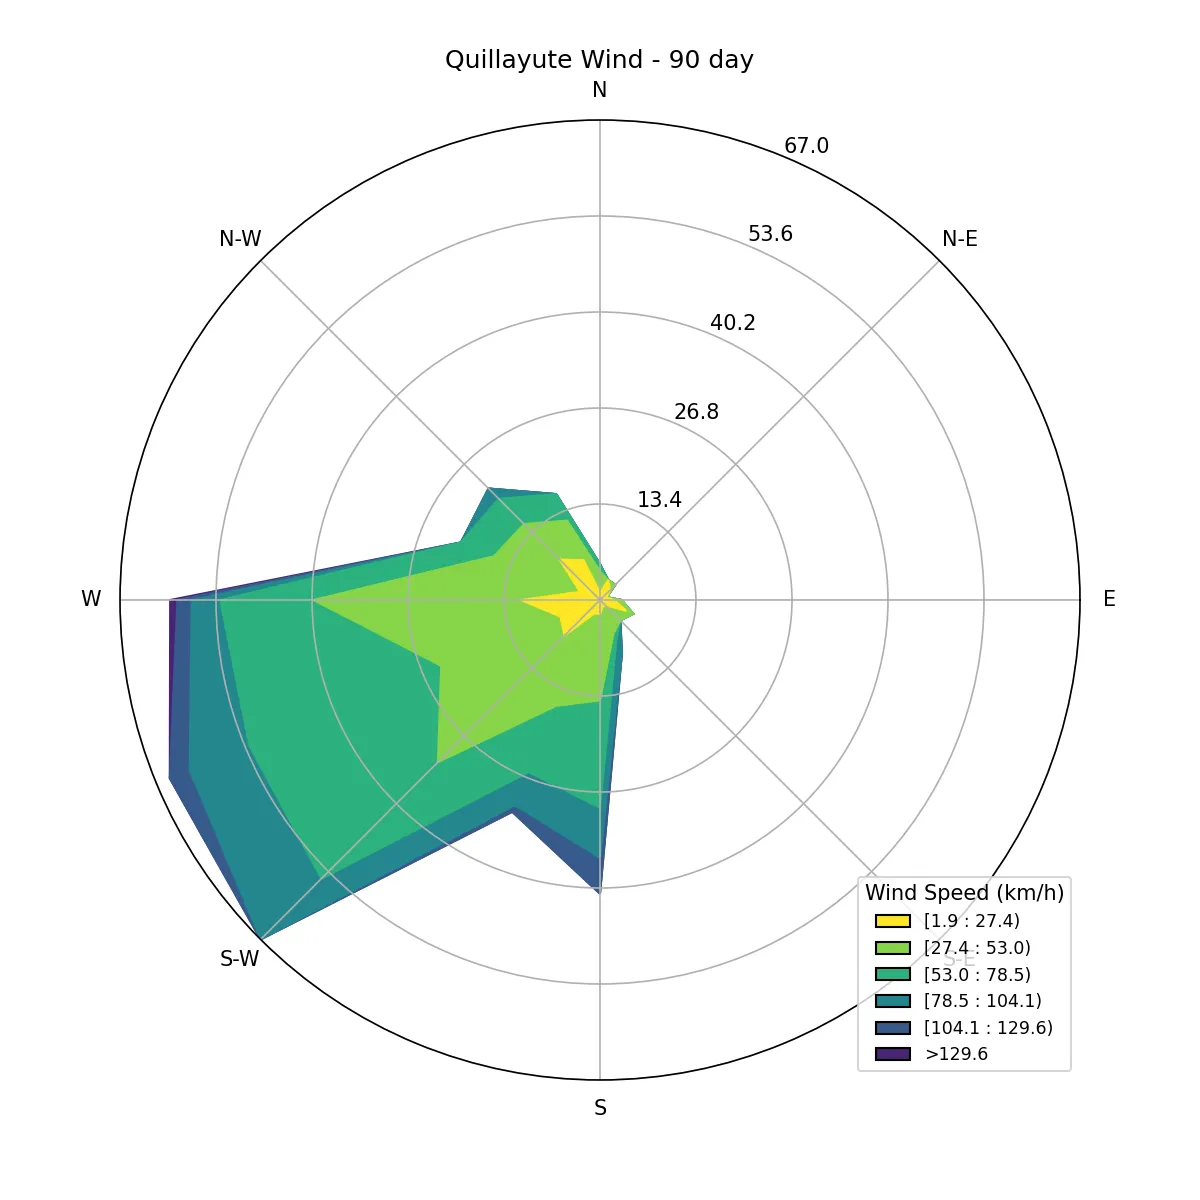 Quillayute Wind - 90 day
N
67.0
53.6
N-W
N-E
40.2
26.8
13.4
W
E
Wind Speed (km/h)
[1.9 : 27.4)
[27.4 : 53.0)
S-W
S-E
[53.0 : 78.5)
[78.5 : 104.1)
[104.1 : 129.6)
>129.6
S